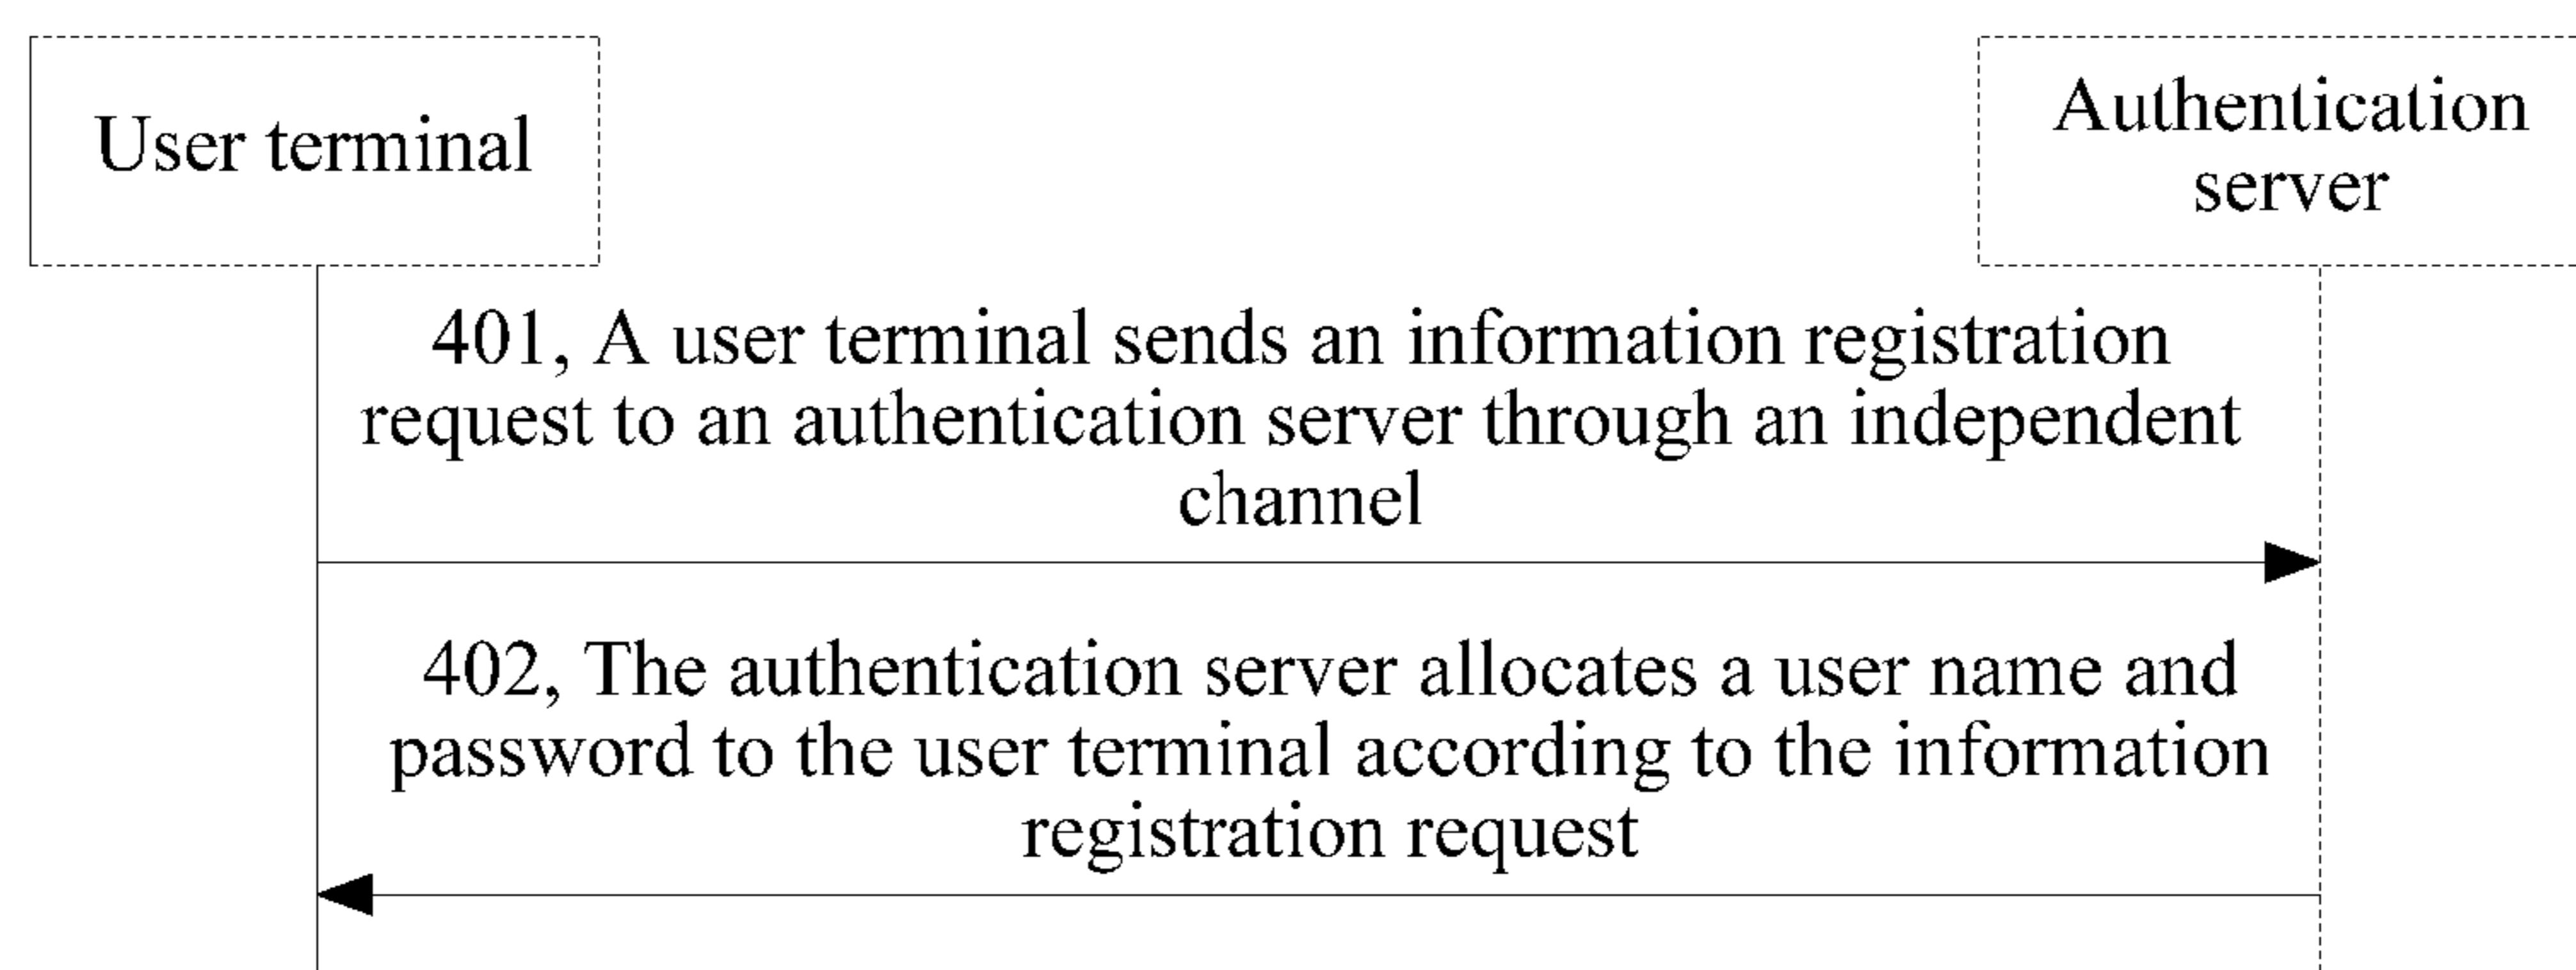 User terminal
Authentication
server
401, A user terminal sends an information registration
request to an authentication server through an independent
channel
402, The authentication server allocates a user name and
password to the user terminal according to the information
registration request